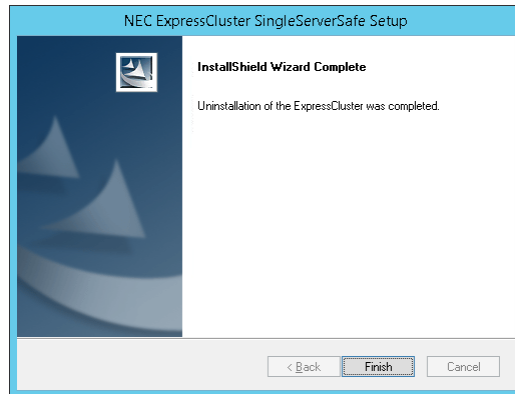 NEC ExpressCluster SingleServerSafe Setup
InstallShield Wizard Complete
Uninstallation of the ExpressCluster was completed.
< Back Finish Cancel